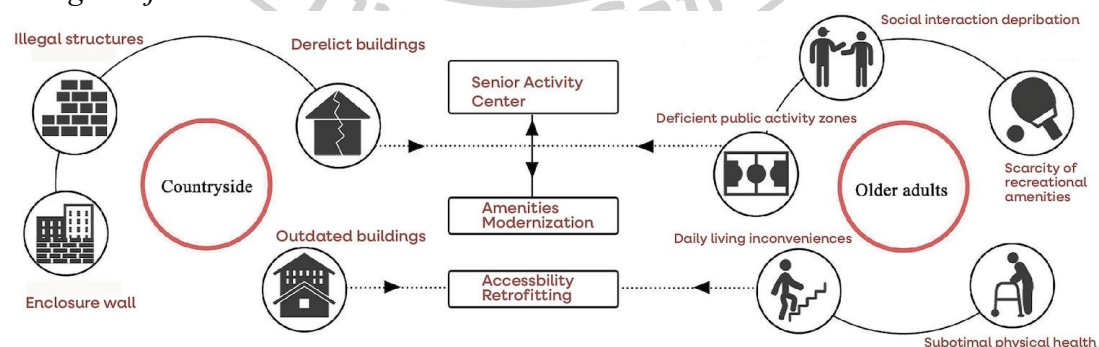 Illegal structures
Derelict buildings
Countryside
Enclosure wall
Outdated buildings
Senior Activity
Center
Amenities
Modernization
Accessbility
Retrofitting
Social interaction depribation
Deficient public activity zones
Scarcity of
recreational
amenities
Older adults
Daily living inconveniences
Subotimal physical health